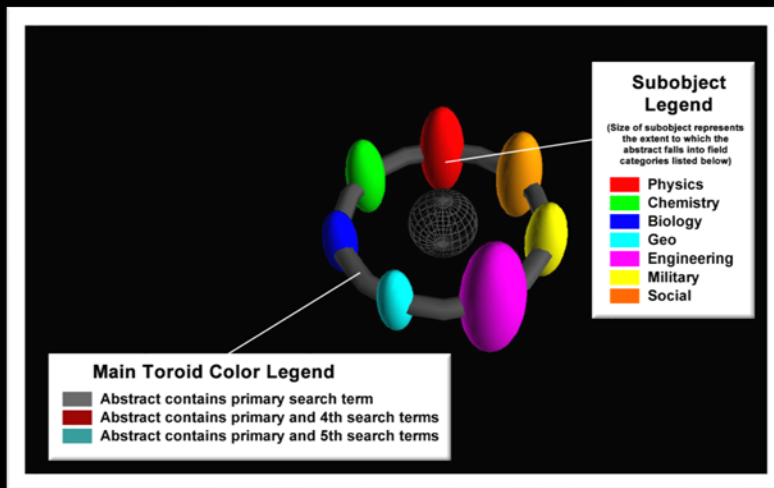 Subobject
Legend
(Size of subobject represents
the extent to which the
abstract falls into field
categories listed below)
Physics
Chemistry
Biology
Geo
Engineering
Military
Social
Main Toroid Color Legend
Abstract contains primary search term
Abstract contains primary and 4th search terms
Abstract contains primary and 5th search terms